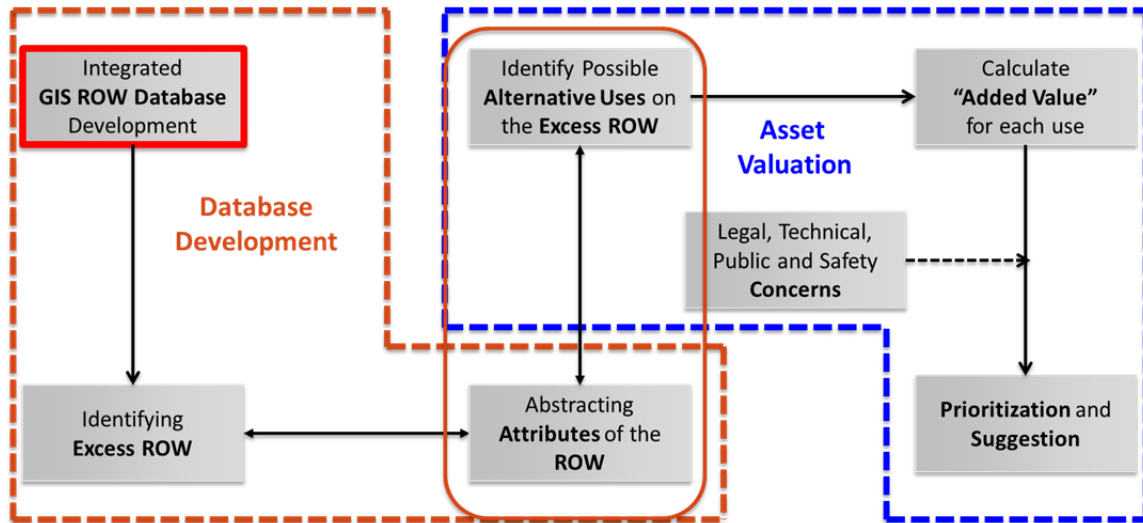 Integrated
GIS ROW Database
Development
Identify Possible
Alternative Uses on
the Excess ROW
Calculate
“Added Value”
for each use
Asset
Valuation
Database
Development
Legal, Technical,
Public and Safety
Concerns
Identifying
Excess ROW
Abstracting
Attributes of the
ROW
Prioritization and
Suggestion